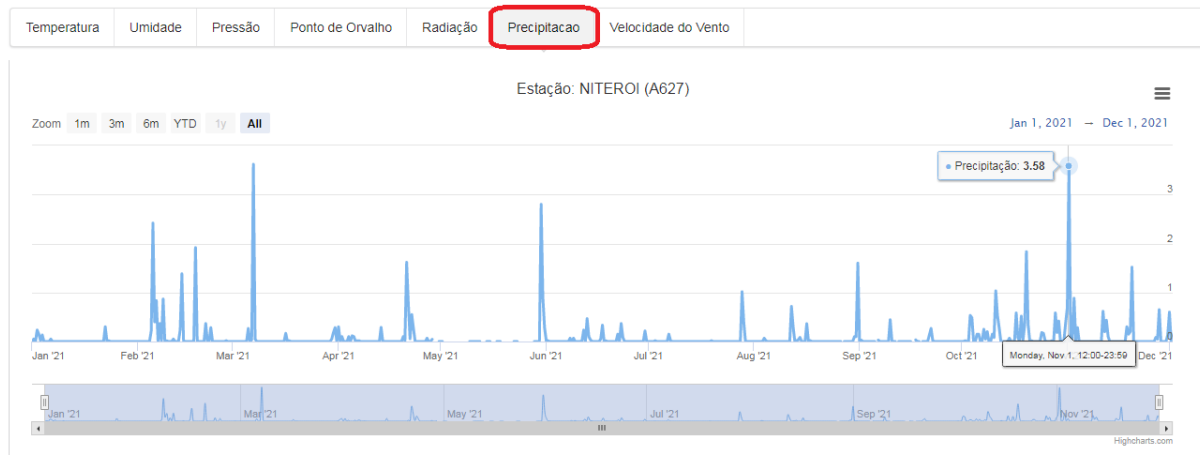 Temperatura Umidade Pressão Ponto de Orvalho Radiação Precipitacao Velocidade do Vento
Estação: NITEROI (A627)
Zoom 1m 3m 6m YTD 1y All Jan 1, 2021 → Dec 1, 2021
Precipitação: 3.58
3
2
1
0
Jan '21 Feb '21 Mar '21 Apr '21 May '21 Jun '21 Jul '21 Aug '21 Sep '21 Oct '21 Dec '21
Monday, Nov 1, 12:00-23:59
Jan '21 Mar '21 May '21 Jul '21 Sep '21 Nov '21
Highcharts.com